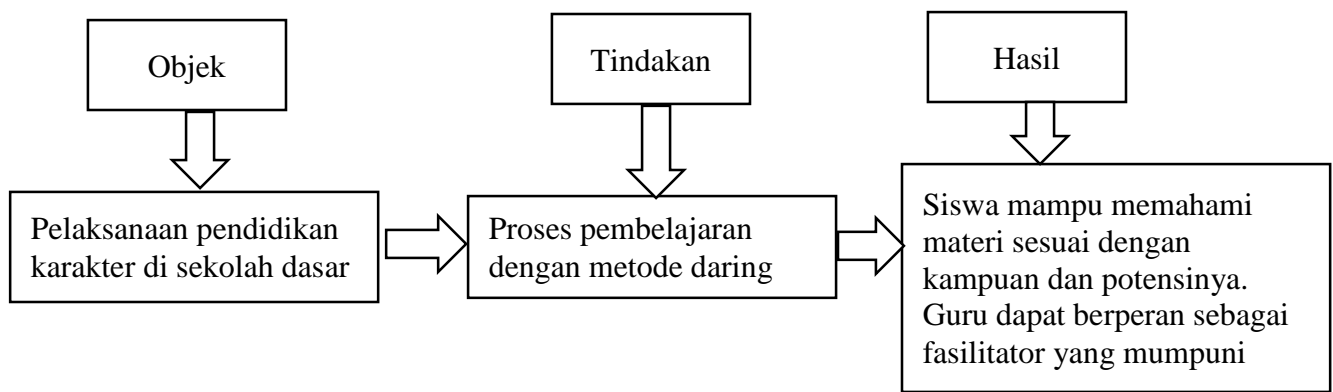 Objek
Tindakan
Hasil
Pelaksanaan pendidikan
karakter di sekolah dasar
Proses pembelajaran
dengan metode daring
Siswa mampu memahami
materi sesuai dengan
kampuan dan potensinya.
Guru dapat berperan sebagai
fasilitator yang mumpuni